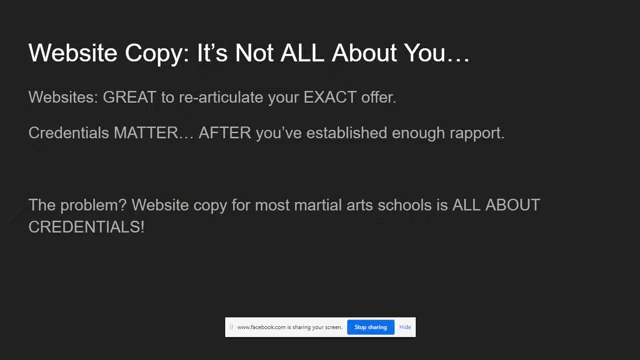 Website Copy: It's Not ALL About You…
Websites: GREAT to re-articulate your EXACT offer.
Credentials MATTER… AFTER you've established enough rapport.
The problem? Website copy for most martial arts schools is ALL ABOUT
CREDENTIALS!
www.facebook.com is sharing your screen. Stop sharing Hide